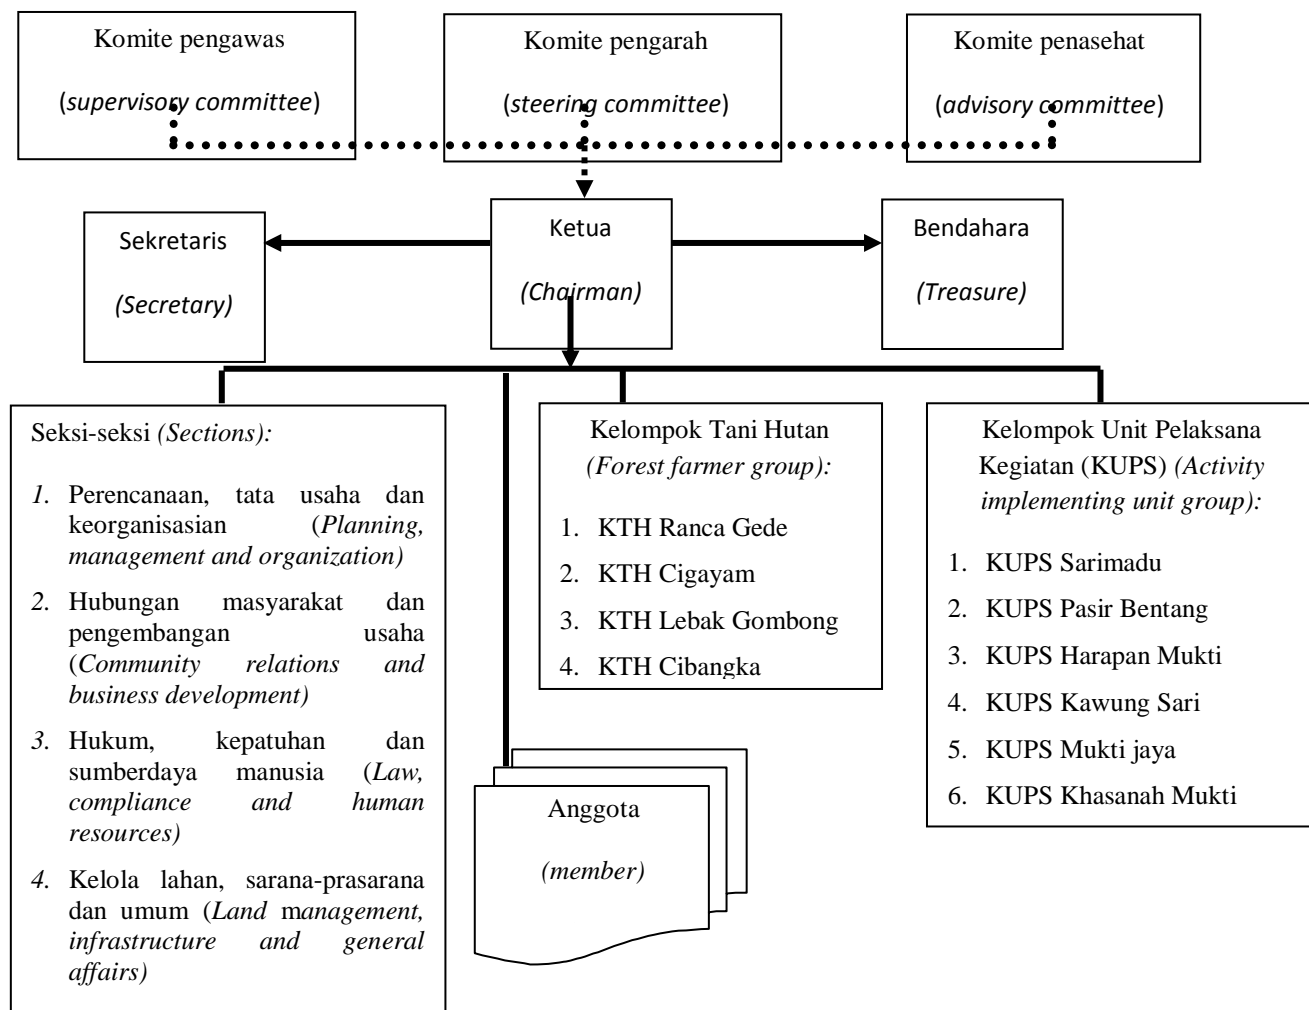 Komite pengawas
(supervisory committee)
Komite pengarah
(steering committee)
Komite penasehat
(advisory committee)
Sekretaris
(Secretary)
Ketua
(Chairman)
Bendahara
(Treasure)
Seksi-seksi (Sections):
1. Perencanaan, tata usaha dan
keorganisasian (Planning,
management and organization)
2. Hubungan masyarakat dan
pengembangan usaha
(Community relations and
business development)
3. Hukum, kepatuhan dan
sumberdaya manusia (Law,
compliance and human
resources)
4. Kelola lahan, sarana-prasarana
dan umum (Land management,
infrastructure and general
affairs)
Anggota
(member)
Kelompok Tani Hutan
(Forest farmer group):
1. KTH Ranca Gede
2. KTH Cigayam
3. KTH Lebak Gombong
4. KTH Cibangka
Kelompok Unit Pelaksana
Kegiatan (KUPS) (Activity
implementing unit group):
1. KUPS Sarimadu
2. KUPS Pasir Bentang
3. KUPS Harapan Mukti
4. KUPS Kawung Sari
5. KUPS Mukti jaya
6. KUPS Khasanah Mukti